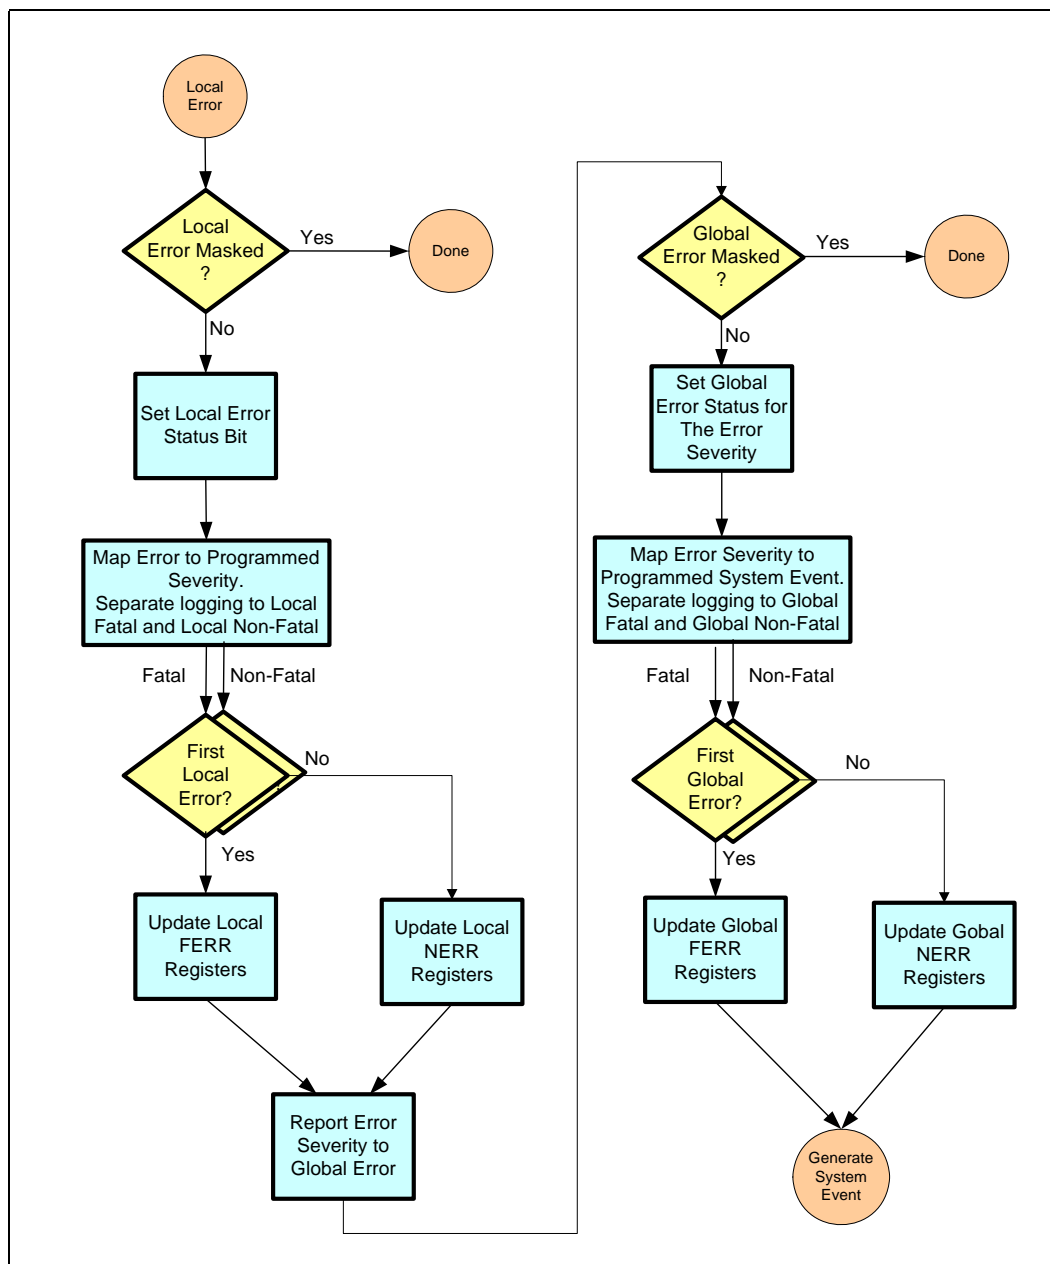 Local
Error
Local
Error Masked
?
Yes
Done
No
Set Local Error
Status Bit
Map Error to Programmed
Severity.
Separate logging to Local
Fatal and Local Non-Fatal
Fatal
Non-Fatal
First
Local
Error?
No
Yes
Update Local
FERR
Registers
Update Local
NERR
Registers
Report Error
Severity to
Global Error
Global
Error Masked
?
Yes
Done
No
Set Global
Error Status for
The Error
Severity
Map Error Severity to
Programmed System Event.
Separate logging to Global
Fatal and Global Non-Fatal
Fatal
Non-Fatal
First
Global
Error?
No
Yes
Update Global
FERR
Registers
Update Gobal
NERR
Registers
Generate
System
Event